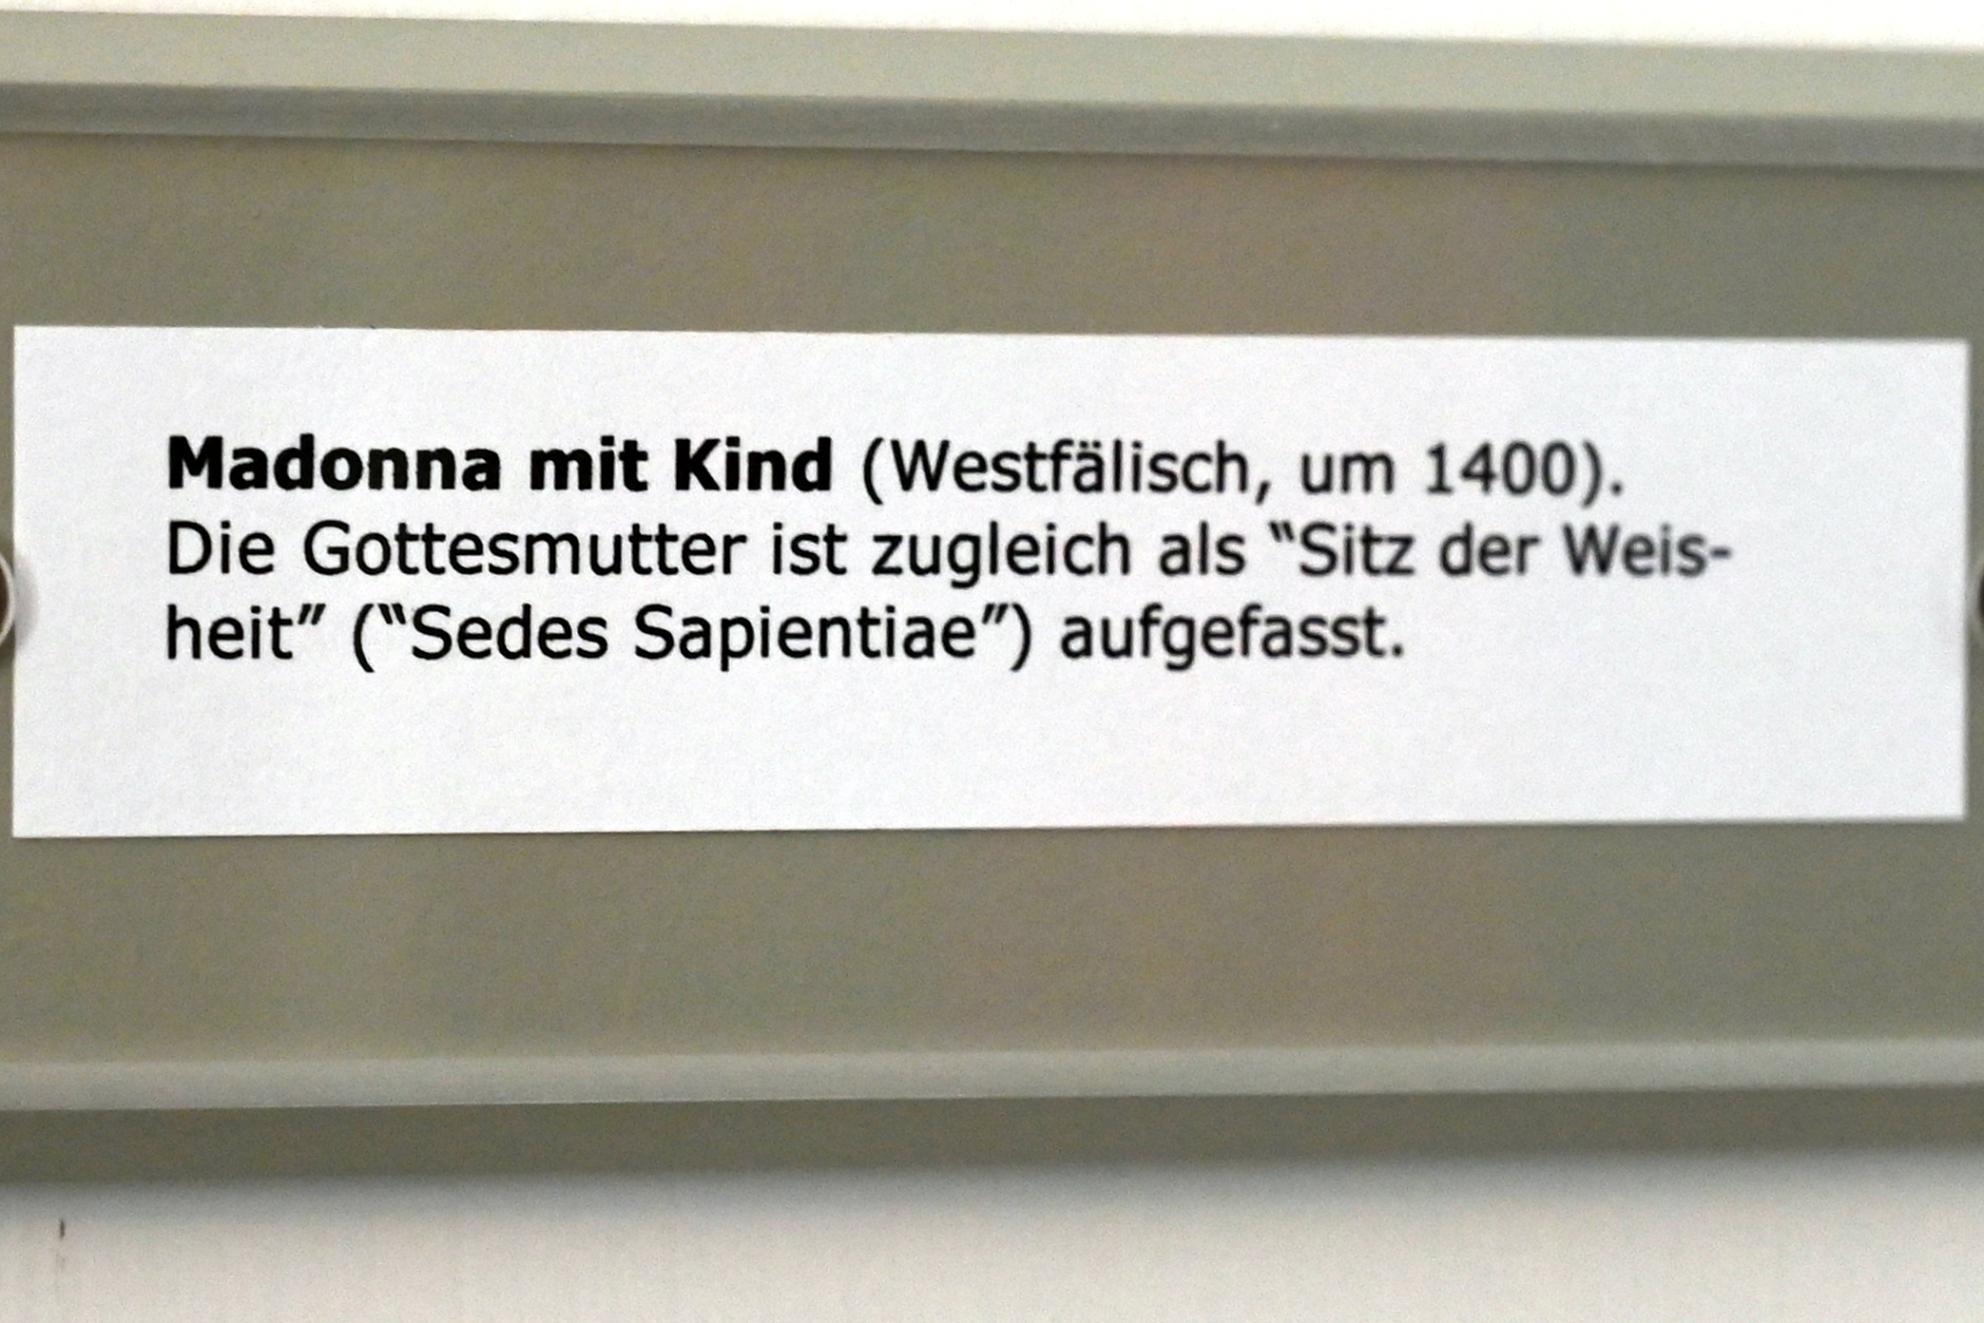 Madonna mit Kind (Westfälisch, um 1400).
Die Gottesmutter ist zugleich als “Sitz der Weis-
heit” (“Sedes Sapientiae”) aufgefasst.